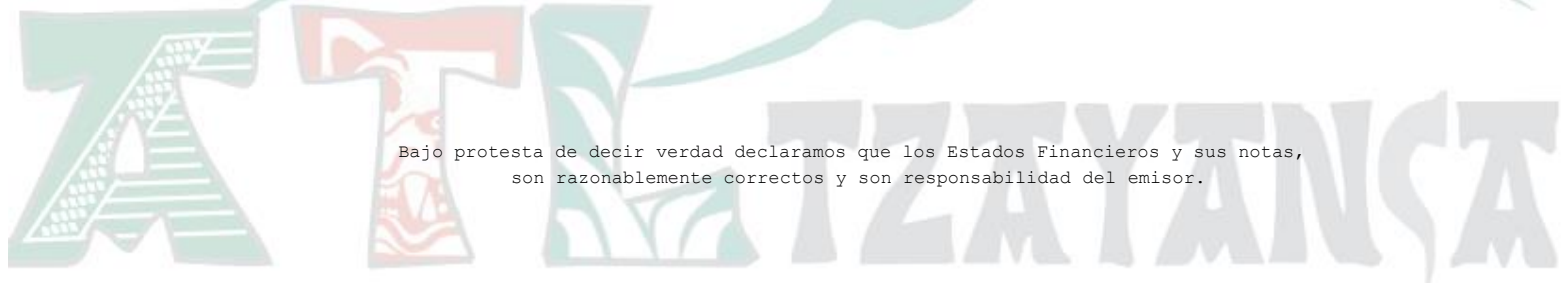 ATLTZAYANCA
Bajo protesta de decir verdad declaramos que los Estados Financieros y sus notas,
son razonablemente correctos y son responsabilidad del emisor.